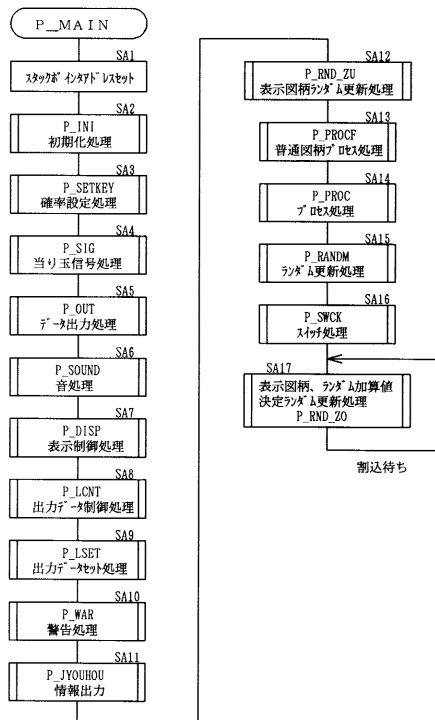 P_MAIN
SA1
スタックポインタアドレスセット
SA2
P_INI
初期化処理
SA3
P_SETKEY
確率設定処理
SA4
P_SIG
当り玉信号処理
SA5
P_OUT
データ出力処理
SA6
P_SOUND
音処理
SA7
P_DISP
表示制御処理
SA8
P_LCNT
出力データ制御処理
SA9
P_LSET
出力データセット処理
SA10
P_WAR
警告処理
SA11
P_JYOUHOU
情報出力
SA12
P_RND_ZU
表示図柄ランダム更新処理
SA13
P_PROCF
普通図柄プロセス処理
SA14
P_PROC
プロセス処理
SA15
P_RANDM
ランダム更新処理
SA16
P_SWCK
スイッチ処理
SA17
表示図柄、ランダム加算値
決定ランダム更新処理
P_RND_ZO
割込待ち